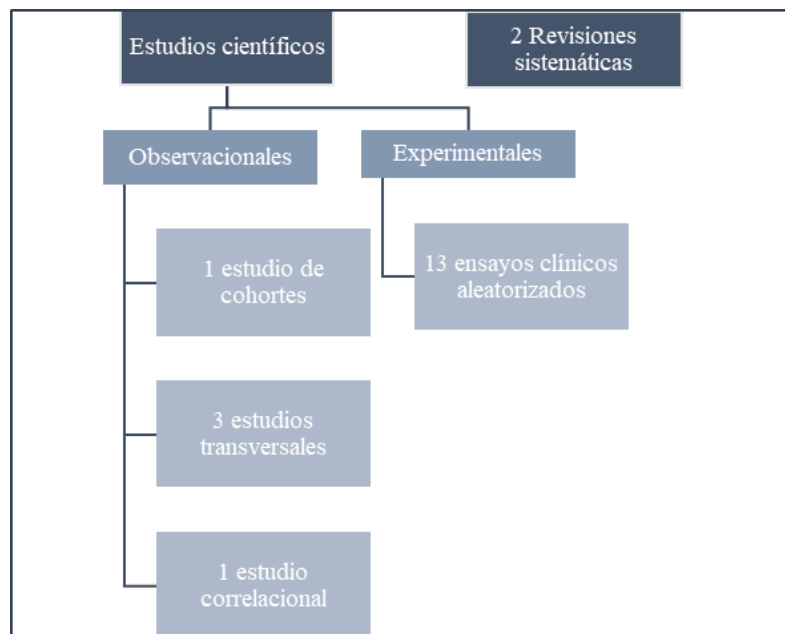 Estudios científicos
2 Revisiones
sistemáticas
Observacionales
Experimentales
1 estudio de
cohortes
13 ensayos clínicos
aleatorizados
3 estudios
transversales
1 estudio
correlacional